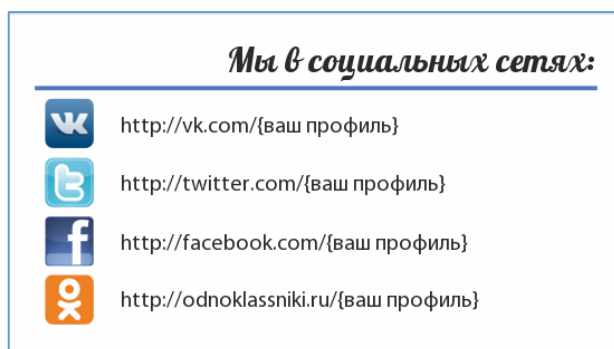 Мы в социальных сетях:
http://vk.com/{ваш профиль}
http://twitter.com/{ваш профиль}
http://facebook.com/{ваш профиль}
http://odnoklassniki.ru/{ваш профиль}